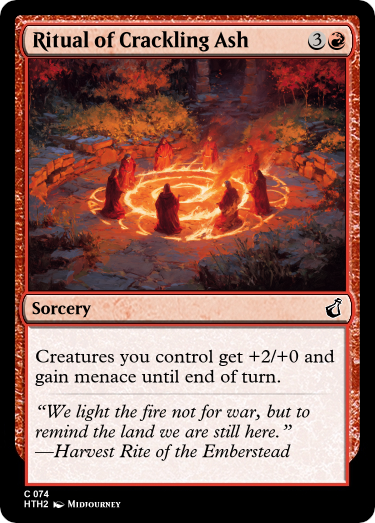 Ritual of Crackling Ash 3
Sorcery
Creatures you control get +2/+0 and
gain menace until end of turn.
“We light the fire not for war, but to
remind the land we are still here.”
—Harvest Rite of the Emberstead
C 074
HTH2 Midjourney